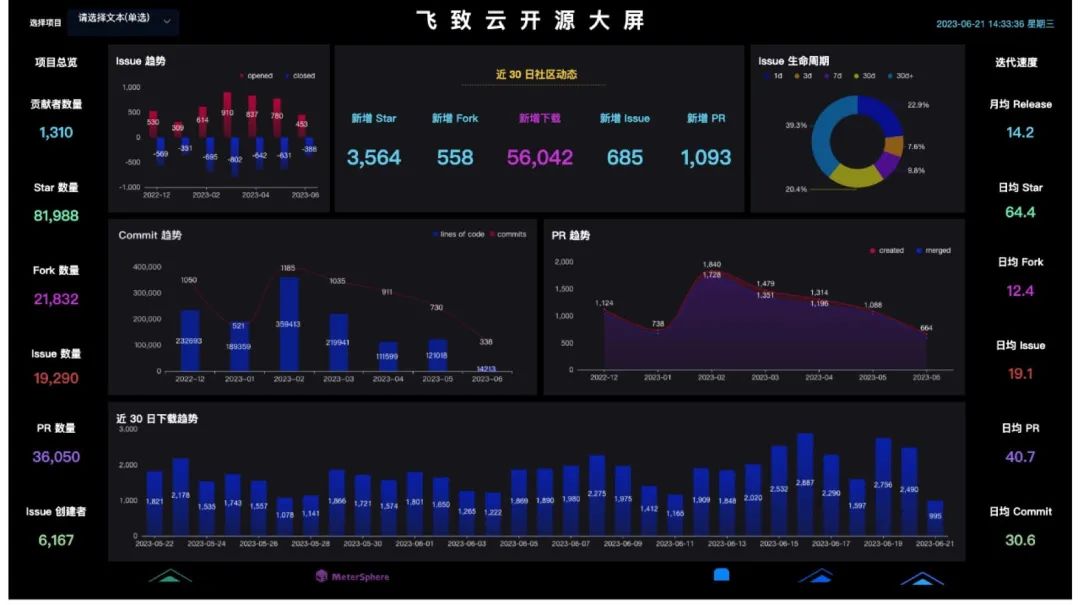 飞致云开源大屏
选择项目 请选择文本(单选)
2023-06-21 14:33:36 星期三
项目总览
贡献者数量
1,310
Star 数量
81,988
Fork 数量
21,832
Issue 数量
19,290
PR 数量
36,050
Issue 创建者
6,167
Issue 趋势
opened closed
1,000
500
0
-500
-1,000
530 309 614 910 837 780 453
-569 -351 -695 -802 -642 -631 -388
2022-12 2023-02 2023-04 2023-06
近 30 日社区动态
新增 Star 新增 Fork 新增下载 新增 Issue 新增 PR
3,564 558 56,042 685 1,093
Issue 生命周期
1d 3d 7d 30d 30d+
22.9%
39.3%
7.6%
9.8%
20.4%
迭代速度
月均 Release
14.2
日均 Star
64.4
日均 Fork
12.4
日均 Issue
19.1
日均 PR
40.7
日均 Commit
30.6
Commit 趋势
lines of code commits
400,000
300,000
200,000
100,000
0
1050 521 1185 1035 911 730 338
232693 189359 359413 219941 111599 121018 14213
2022-12 2023-01 2023-02 2023-03 2023-04 2023-05 2023-06
PR 趋势
created merged
2,000
1,500
1,000
500
0
1,124 738 1,840 1,479 1,314 1,088 664
1,728 1,351 1,196
2022-12 2023-01 2023-02 2023-03 2023-04 2023-05 2023-06
近 30 日下载趋势
3,000
2,000
1,000
0
1,821 2,178 1,535 1,743 1,557 1,078 1,141 1,866 1,721 1,574 1,801 1,650 1,265 1,222 1,869 1,890 1,980 2,275 1,975 1,412 1,165 1,909 1,848 2,020 2,532 2,887 2,290 1,597 2,756 2,490 995
2023-05-22 2023-05-24 2023-05-26 2023-05-28 2023-05-30 2023-06-01 2023-06-03 2023-06-05 2023-06-07 2023-06-09 2023-06-11 2023-06-13 2023-06-15 2023-06-17 2023-06-19 2023-06-21
MeterSphere